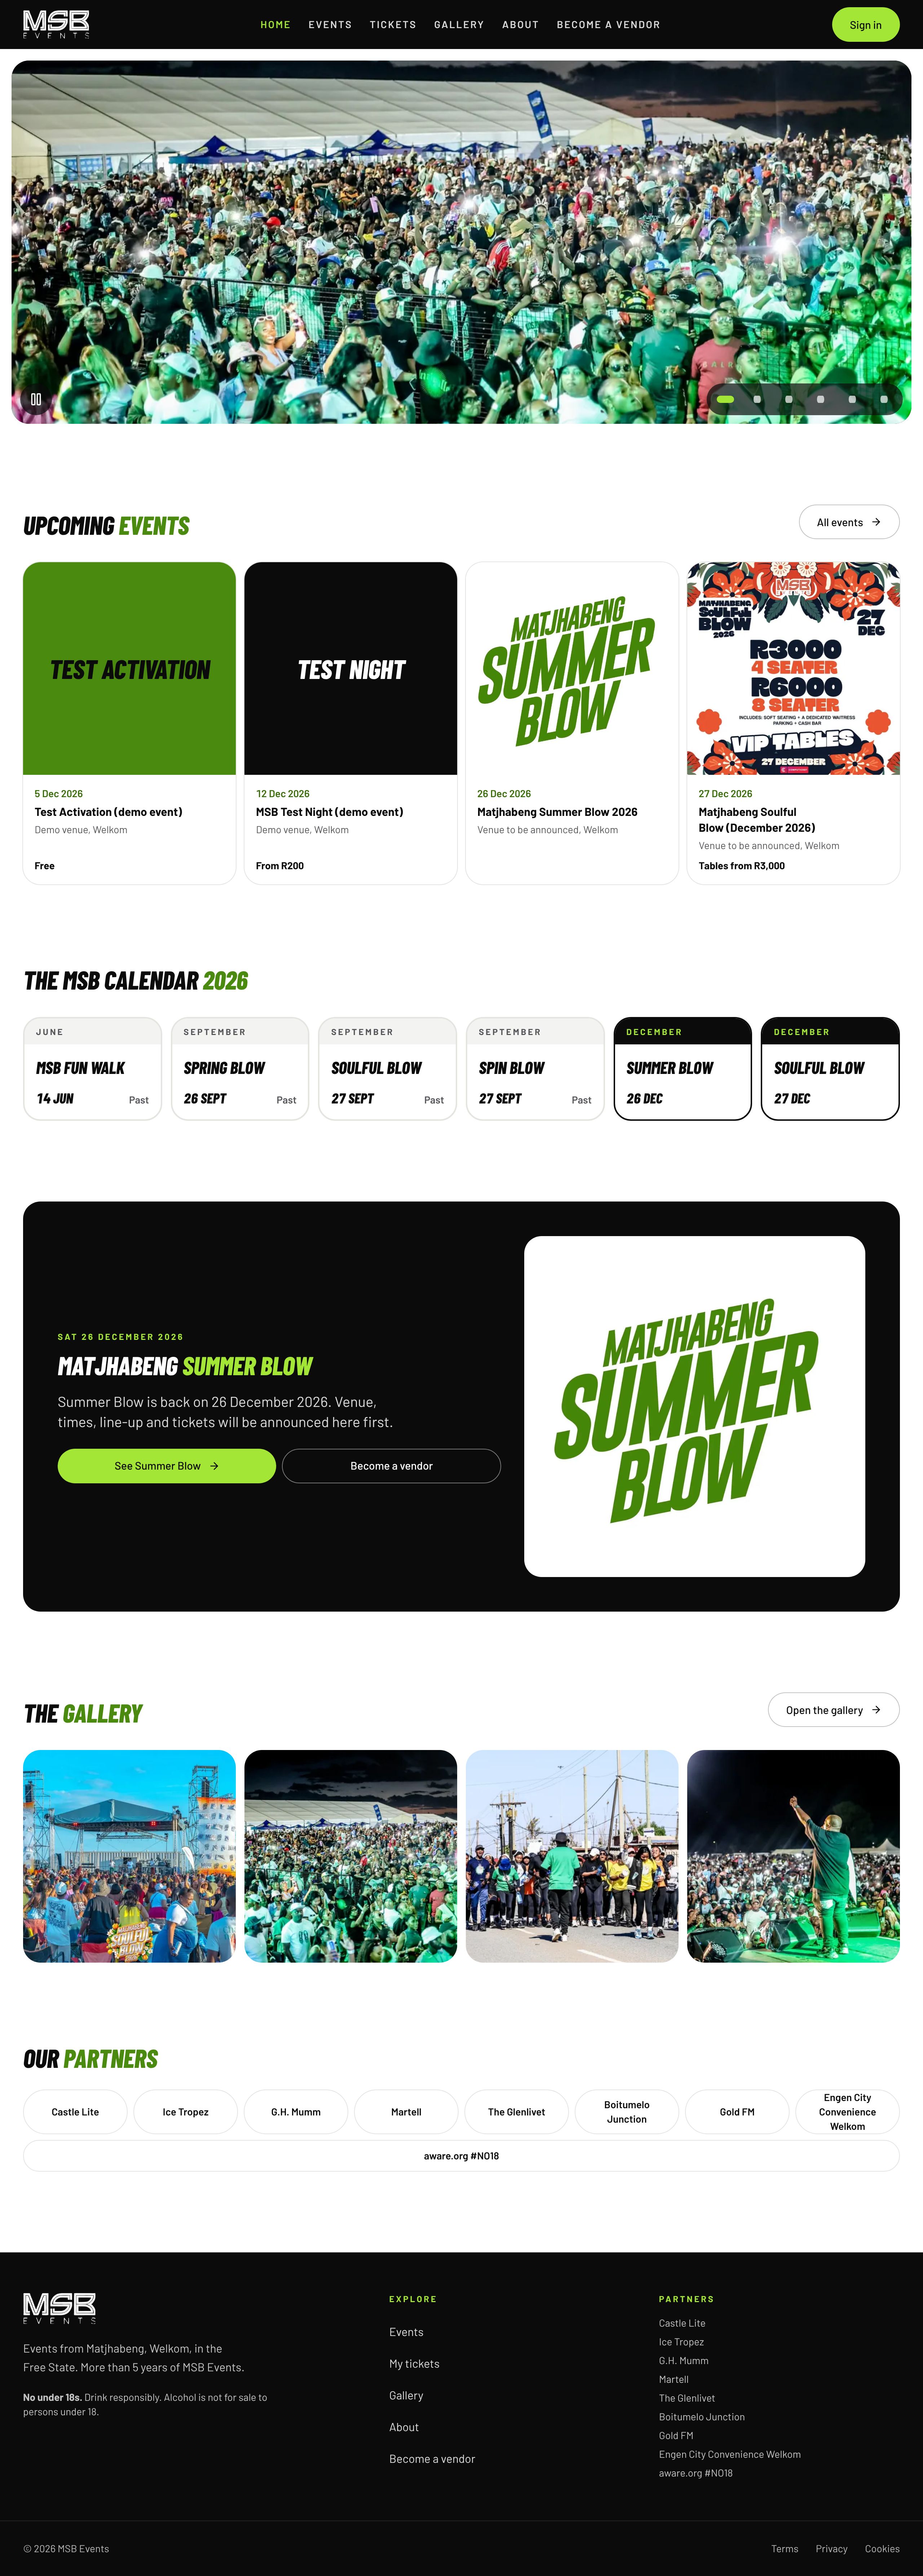 MSB
EVENTS
HOME
EVENTS
TICKETS
GALLERY
ABOUT
BECOME A VENDOR
Sign in
UPCOMING EVENTS
All events
TEST ACTIVATION
5 Dec 2026
Test Activation (demo event)
Demo venue, Welkom
Free
TEST NIGHT
12 Dec 2026
MSB Test Night (demo event)
Demo venue, Welkom
From R200
MATJHABENG
SUMMER
BLOW
26 Dec 2026
Matjhabeng Summer Blow 2026
Venue to be announced, Welkom
MSB
MATJHABENG
SOULFUL
BLOW
2026
27
DEC
R3000
4 SEATER
R6000
8 SEATER
INCLUDES: SOFT SEATING + A DEDICATED WAITRESS
PARKING + CASH BAR
VIP TABLES
27 DECEMBER
27 Dec 2026
Matjhabeng Soulful
Blow (December 2026)
Venue to be announced, Welkom
Tables from R3,000
THE MSB CALENDAR 2026
JUNE
MSB FUN WALK
14 JUN
Past
SEPTEMBER
SPRING BLOW
26 SEPT
Past
SEPTEMBER
SOULFUL BLOW
27 SEPT
Past
SEPTEMBER
SPIN BLOW
27 SEPT
Past
DECEMBER
SUMMER BLOW
26 DEC
DECEMBER
SOULFUL BLOW
27 DEC
SAT 26 DECEMBER 2026
MATJHABENG SUMMER BLOW
Summer Blow is back on 26 December 2026. Venue,
times, line-up and tickets will be announced here first.
See Summer Blow
Become a vendor
MATJHABENG
SUMMER
BLOW
THE GALLERY
Open the gallery
SOULFUL
BLOW
OUR PARTNERS
Castle Lite
Ice Tropez
G.H. Mumm
Martell
The Glenlivet
Boitumelo
Junction
Gold FM
Engen City
Convenience
Welkom
aware.org #NO18
MSB
EVENTS
Events from Matjhabeng, Welkom, in the
Free State. More than 5 years of MSB Events.
No under 18s. Drink responsibly. Alcohol is not for sale to
persons under 18.
EXPLORE
Events
My tickets
Gallery
About
Become a vendor
PARTNERS
Castle Lite
Ice Tropez
G.H. Mumm
Martell
The Glenlivet
Boitumelo Junction
Gold FM
Engen City Convenience Welkom
aware.org #NO18
© 2026 MSB Events
Terms
Privacy
Cookies